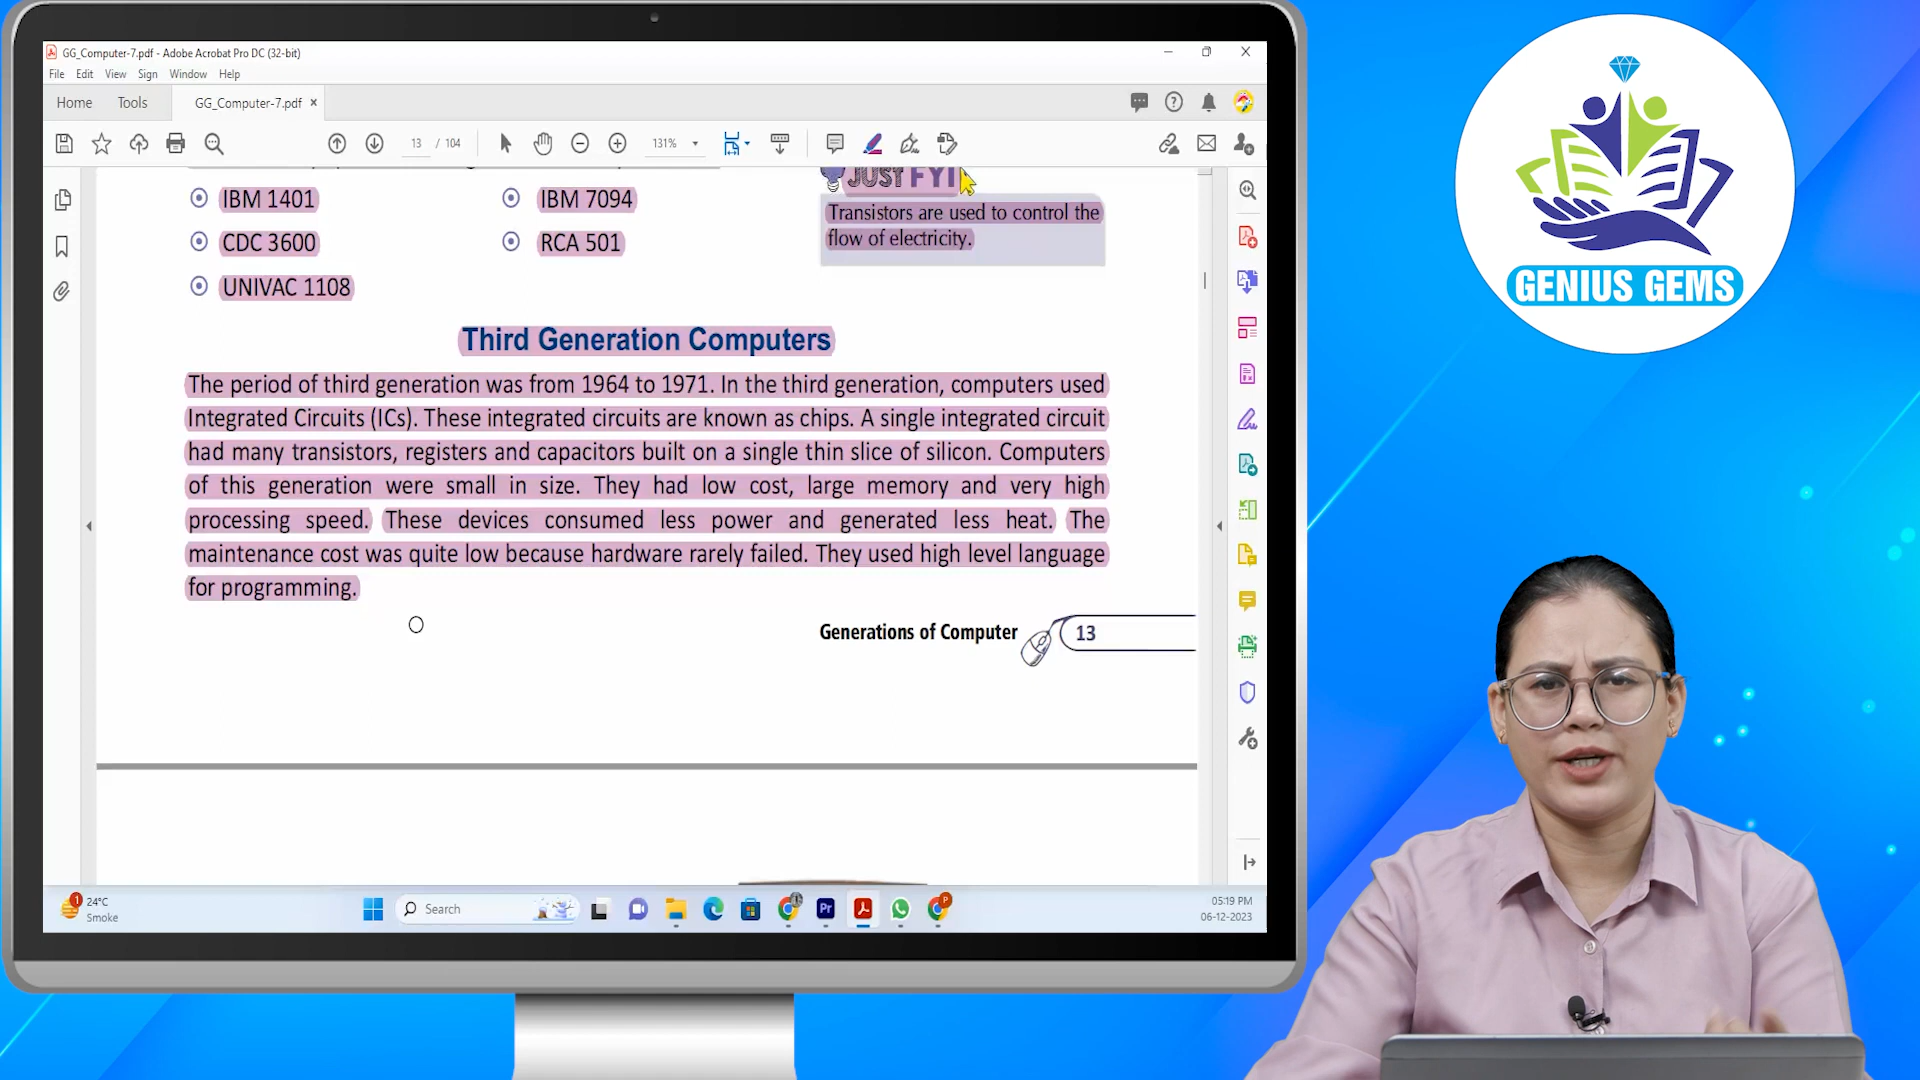 GG_Computer-7.pdf - Adobe Acrobat Pro DC (32-bit)
File Edit View Sign Window Help
Home Tools GG_Computer-7.pdf ×
13 / 104 131%
IBM 1401 IBM 7094
CDC 3600 RCA 501
UNIVAC 1108
JUST FYI
Transistors are used to control the
flow of electricity.
Third Generation Computers
The period of third generation was from 1964 to 1971. In the third generation, computers used
Integrated Circuits (ICs). These integrated circuits are known as chips. A single integrated circuit
had many transistors, registers and capacitors built on a single thin slice of silicon. Computers
of this generation were small in size. They had low cost, large memory and very high
processing speed. These devices consumed less power and generated less heat. The
maintenance cost was quite low because hardware rarely failed. They used high level language
for programming.
Generations of Computer 13
1
24°C
Smoke
Search
Pr
P
05:19 PM
06-12-2023
GENIUS GEMS